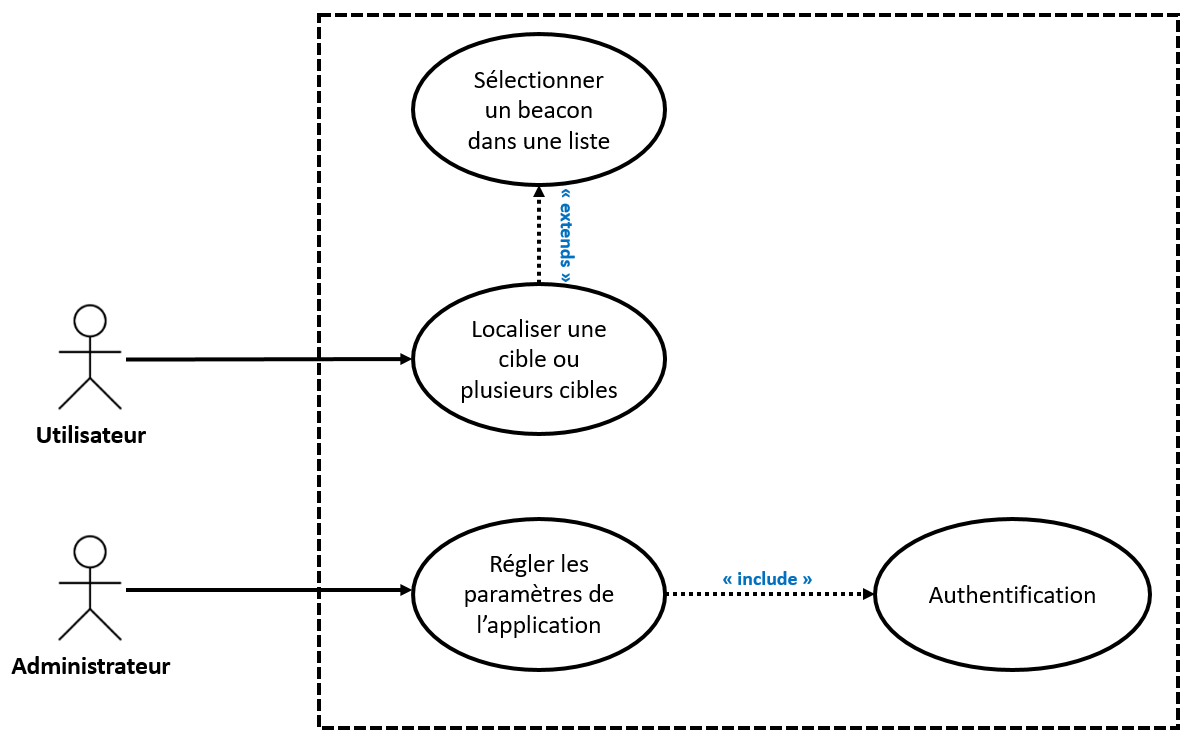 Sélectionner
un beacon
dans une liste
« extends »
Localiser une
cible ou
plusieurs cibles
Utilisateur
Régler les
paramètres de
l’application
« include »
Authentification
Administrateur